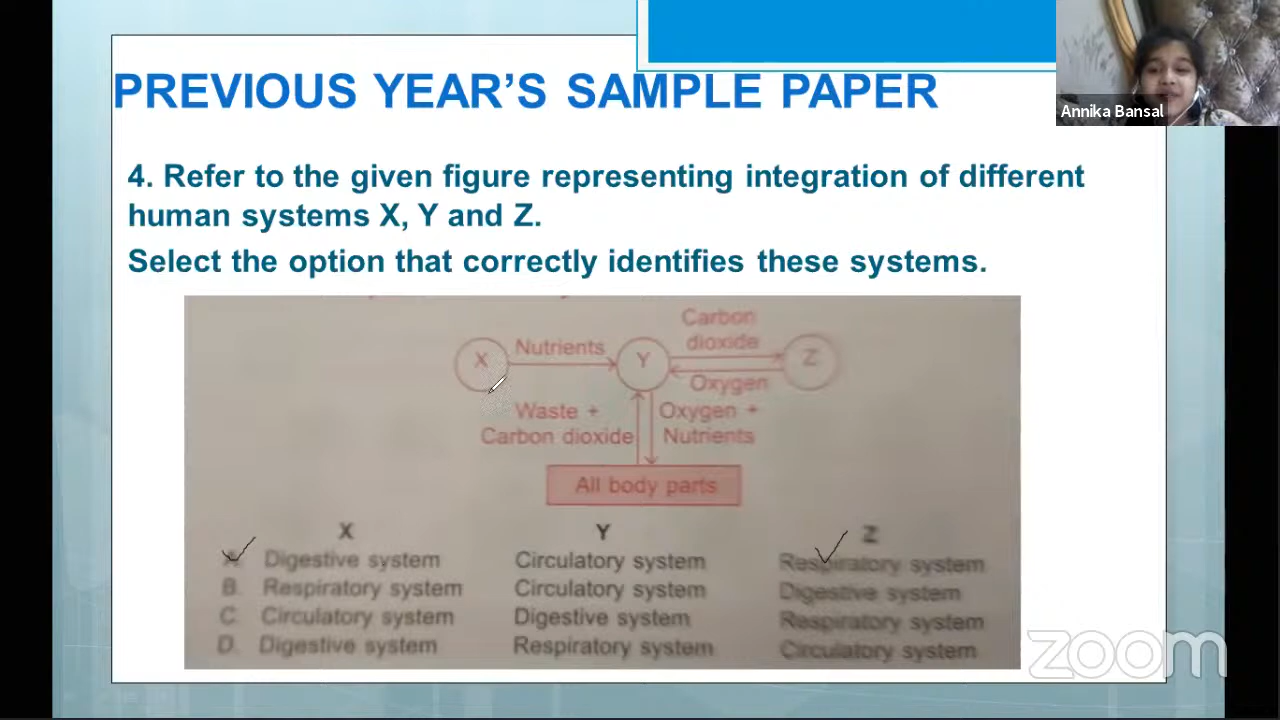 PREVIOUS YEAR'S SAMPLE PAPER
Annika Bansal
4. Refer to the given figure representing integration of different
human systems X, Y and Z.
Select the option that correctly identifies these systems.
X
Nutrients
Y
Carbon
dioxide
Z
Oxygen
Waste +
Carbon dioxide
Oxygen +
Nutrients
All body parts
X Y Z
A. Digestive system Circulatory system Respiratory system
B. Respiratory system Circulatory system Digestive system
C. Circulatory system Digestive system Respiratory system
D. Digestive system Respiratory system Circulatory system
zoom